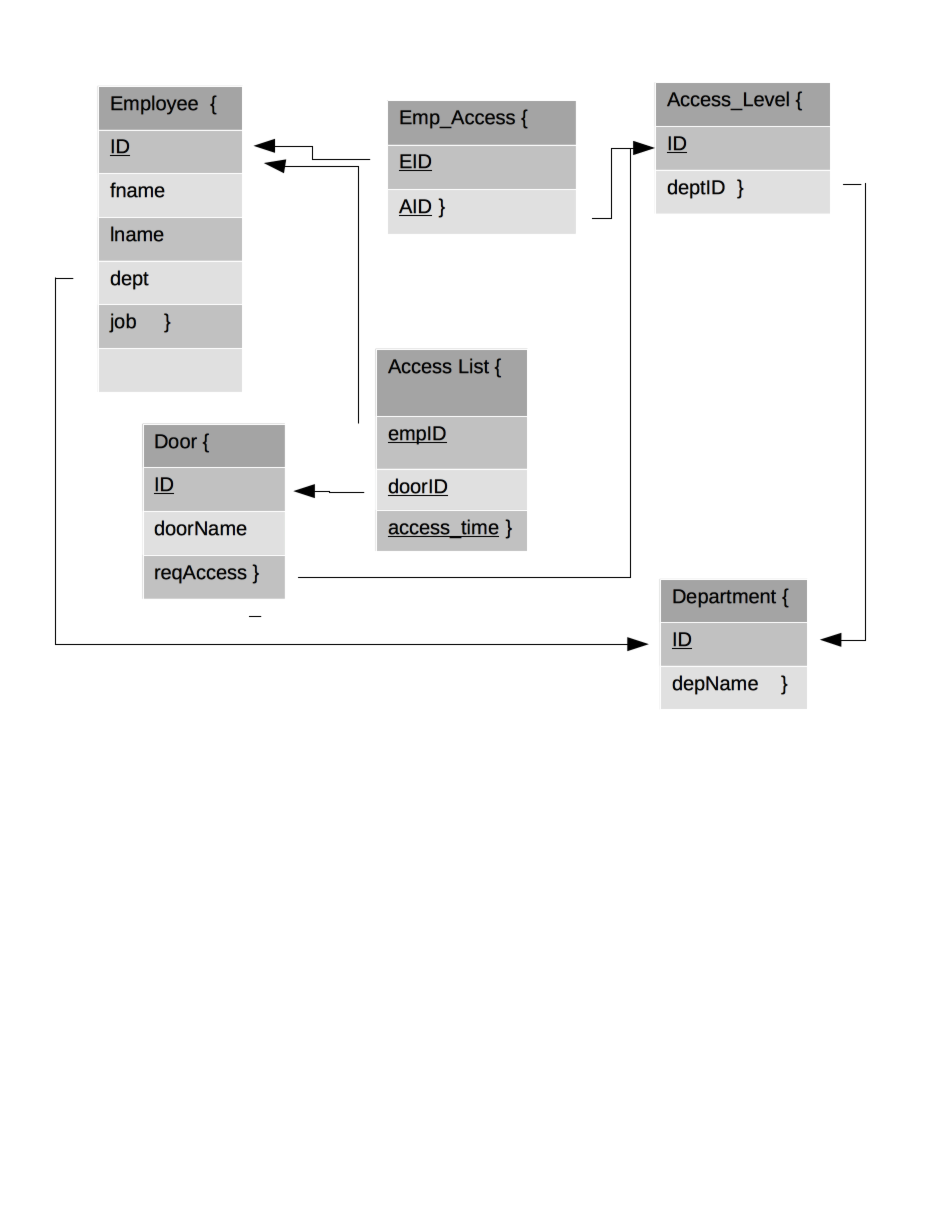 Employee {
ID
fname
lname
dept
job }
Emp_Access {
EID
AID }
Access_Level {
ID
deptID }
Access List {
empID
doorID
access_time }
Door {
ID
doorName
reqAccess }
Department {
ID
depName }